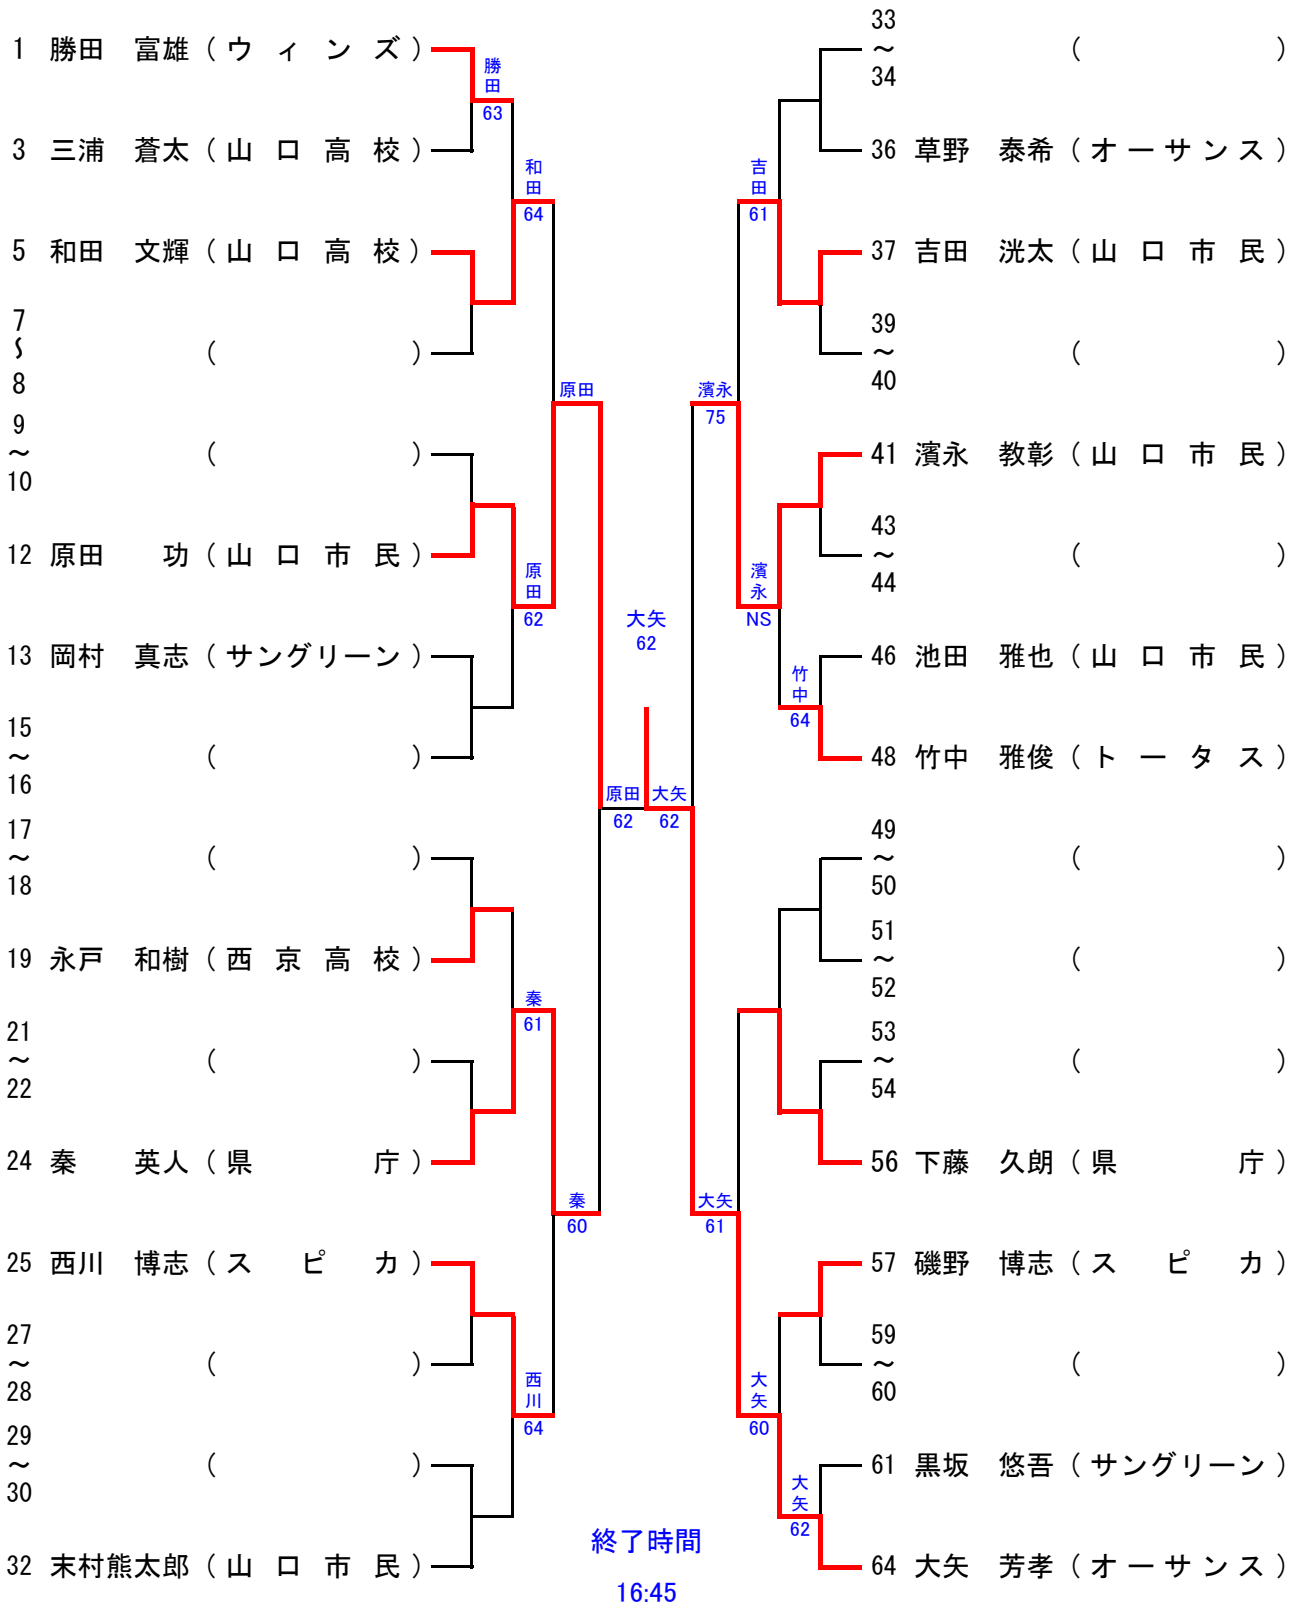 1 勝田 富雄 ( ウィンズ )
勝田
63
3 三浦 蒼太 ( 山口高校 )
和田
64
5 和田 文輝 ( 山口高校 )
7
～
8
( )
原田
9
～
10
( )
12 原田 功 ( 山口市民 )
原田
62
13 岡村 真志 ( サングリーン )
15
～
16
( )
原田
62
17
～
18
( )
19 永戸 和樹 ( 西京高校 )
秦
61
21
～
22
( )
24 秦 英人 ( 県庁 )
秦
60
25 西川 博志 ( スピカ )
27
～
28
( )
西川
64
29
～
30
( )
32 末村熊太郎 ( 山口市民 )
大矢
62
33
～
34
( )
36 草野 泰希 ( オーサンス )
吉田
61
37 吉田 洸太 ( 山口市民 )
39
～
40
( )
濱永
75
41 濱永 教彰 ( 山口市民 )
43
～
44
( )
濱永
NS
46 池田 雅也 ( 山口市民 )
竹中
64
48 竹中 雅俊 ( トータス )
大矢
62
49
～
50
( )
51
～
52
( )
53
～
54
( )
56 下藤 久朗 ( 県庁 )
大矢
61
57 磯野 博志 ( スピカ )
59
～
60
( )
大矢
60
61 黒坂 悠吾 ( サングリーン )
大矢
62
64 大矢 芳孝 ( オーサンス )
終了時間
16:45